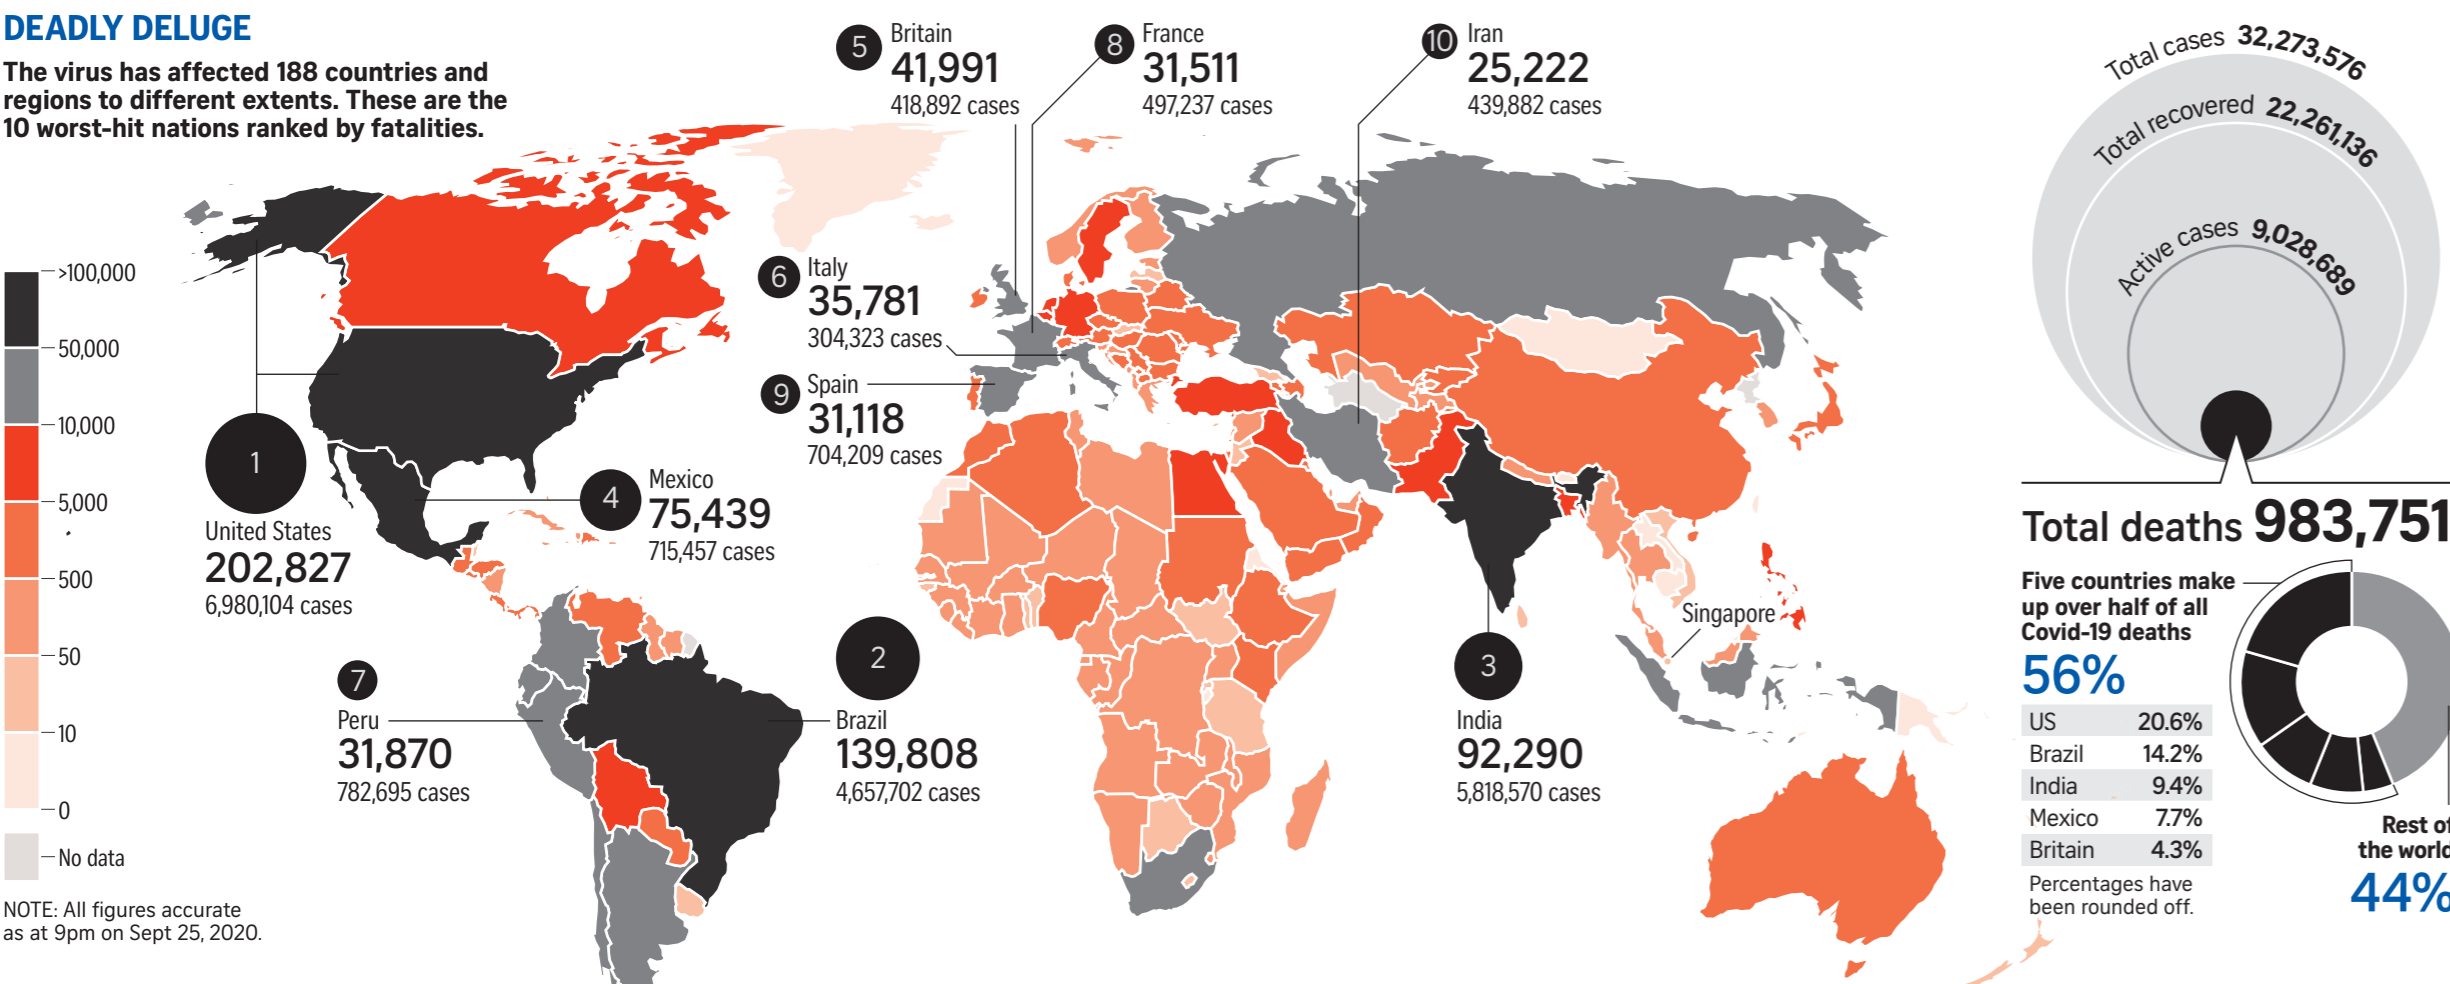 DEADLY DELUGE
The virus has affected 188 countries and
regions to different extents. These are the
10 worst-hit nations ranked by fatalities.
>100,000
50,000
10,000
5,000
500
50
10
0
No data
NOTE: All figures accurate
as at 9pm on Sept 25, 2020.
1
United States
202,827
6,980,104 cases
4
Mexico
75,439
715,457 cases
7
Peru
31,870
782,695 cases
2
Brazil
139,808
4,657,702 cases
5
Britain
41,991
418,892 cases
8
France
31,511
497,237 cases
10
Iran
25,222
439,882 cases
6
Italy
35,781
304,323 cases
9
Spain
31,118
704,209 cases
3
India
92,290
5,818,570 cases
Singapore
Total cases 32,273,576
Total recovered 22,261,136
Active cases 9,028,689
Total deaths 983,751
Five countries make
up over half of all
Covid-19 deaths
56%
US 20.6%
Brazil 14.2%
India 9.4%
Mexico 7.7%
Britain 4.3%
Percentages have
been rounded off.
Rest of
the world
44%